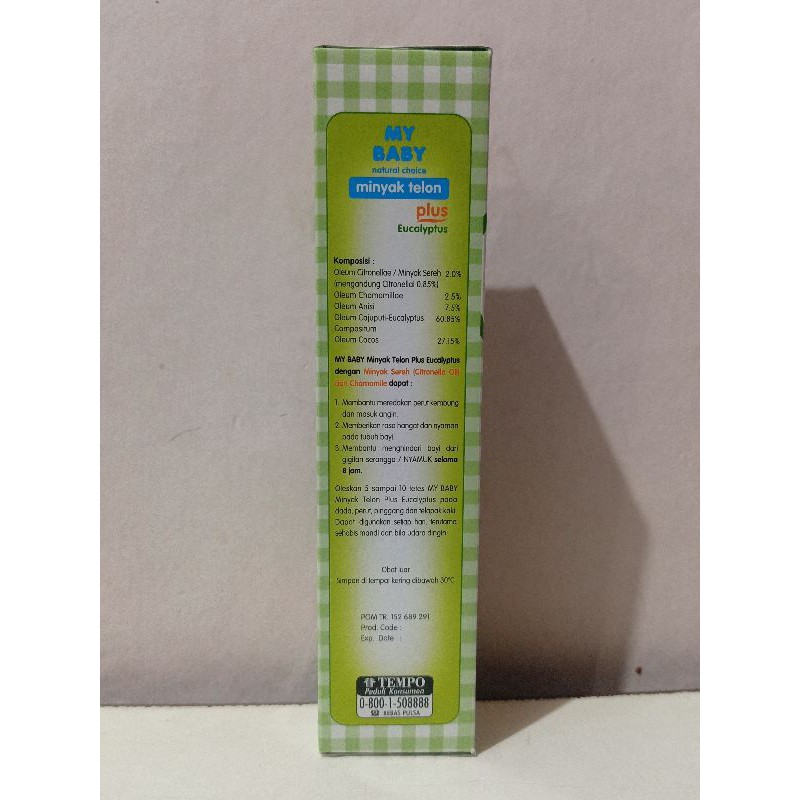 MY
BABY
natural choice
minyak telon
plus
Eucalyptus
Komposisi :
Oleum Citronellae / Minyak Sereh 2.0%
(mengandung Citronellal 0.85%)
Oleum Chamomillae 2.5%
Oleum Anisi 7.5%
Oleum Cajuputi-Eucalyptus 60.85%
Compositum
Oleum Cocos 27.15%
MY BABY Minyak Telon Plus Eucalyptus
dengan Minyak Sereh (Citronella Oil)
dan Chamomile dapat :
1. Membantu meredakan perut kembung
dan masuk angin.
2. Memberikan rasa hangat dan nyaman
pada tubuh bayi.
3. Membantu menghindari bayi dari
gigitan serangga / NYAMUK selama
8 jam.
Oleskan 5 sampai 10 tetes MY BABY
Minyak Telon Plus Eucalyptus pada
dada, perut, pinggang dan telapak kaki.
Dapat digunakan setiap hari, terutama
sehabis mandi dan bila udara dingin.
Obat luar
Simpan di tempat kering dibawah 30°C
POM TR. 152 689 291
Prod. Code :
Exp. Date :
TEMPO
Peduli Konsumen
0-800-1-508888
BEBAS PULSA